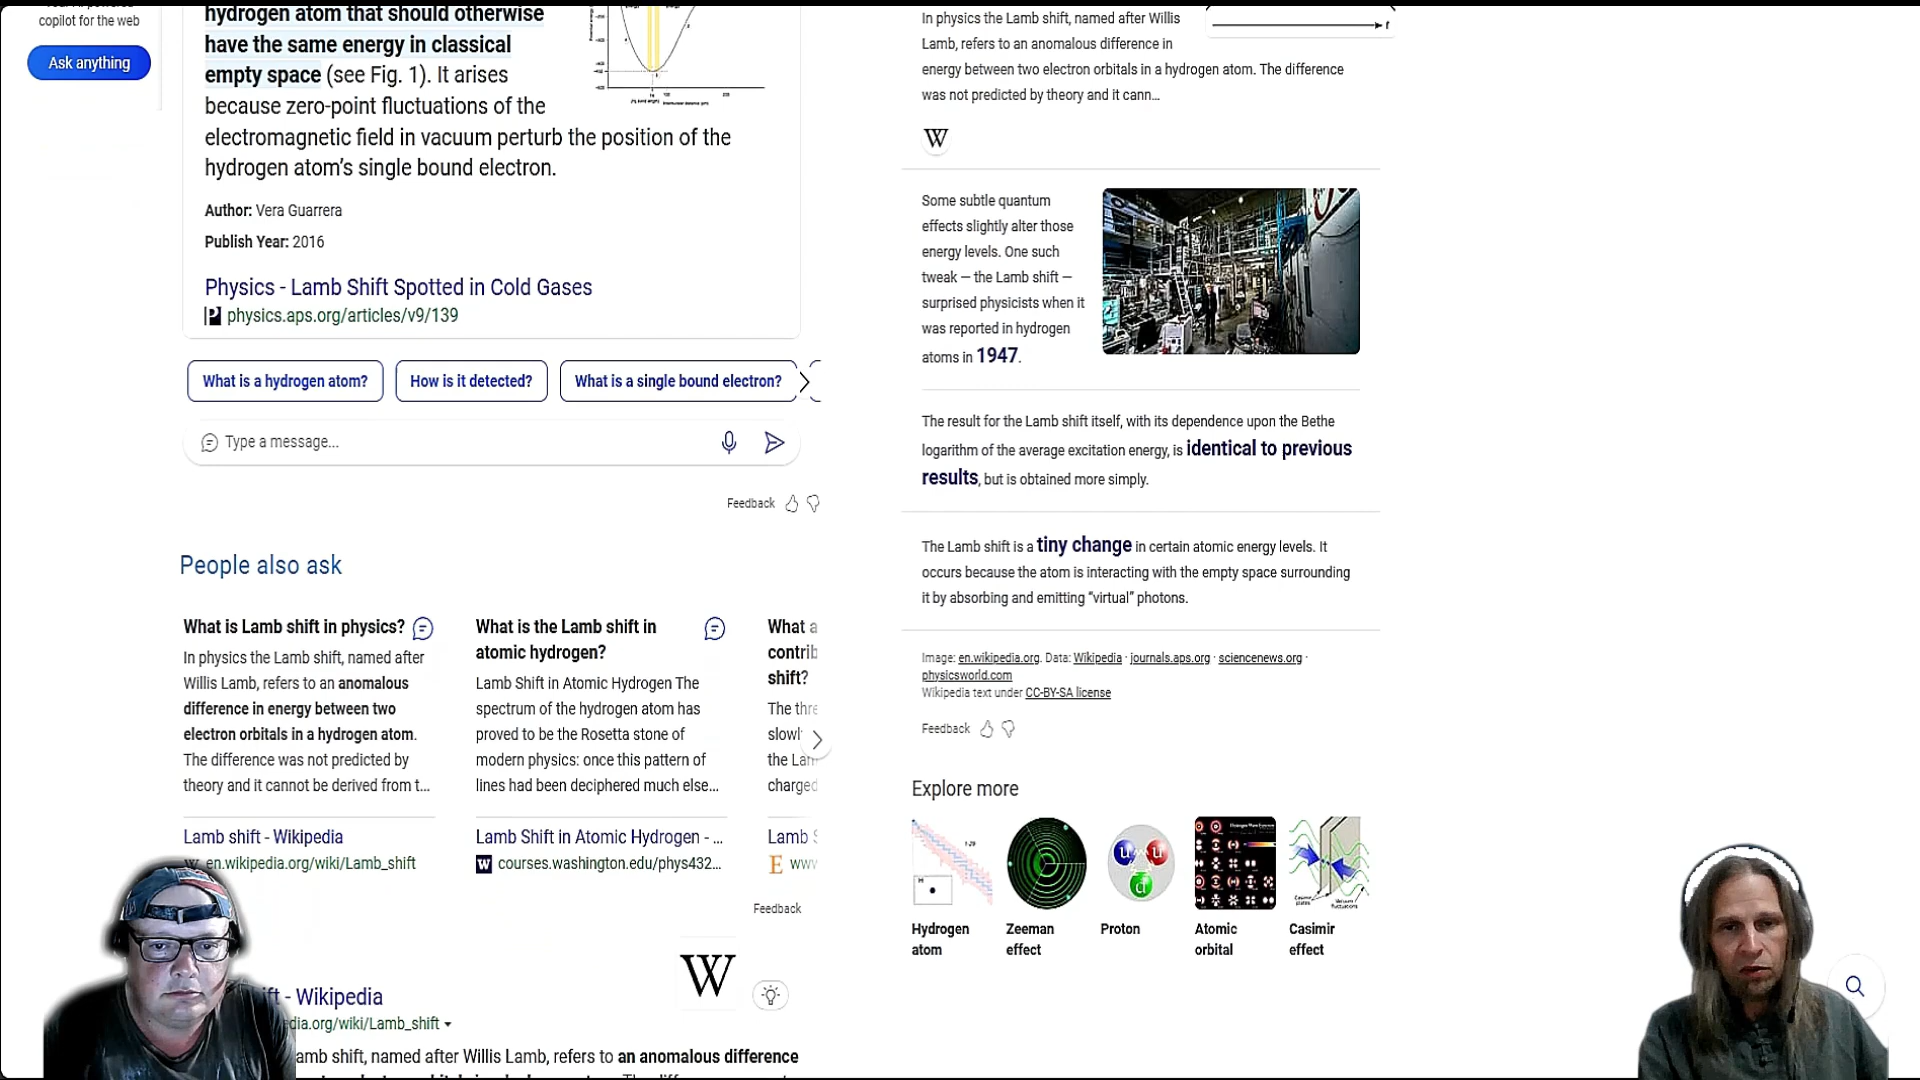 copilot for the web
Ask anything
hydrogen atom that should otherwise
have the same energy in classical
empty space (see Fig. 1). It arises
because zero-point fluctuations of the
electromagnetic field in vacuum perturb the position of the
hydrogen atom’s single bound electron.
Author: Vera Guarrera
Publish Year: 2016
Physics - Lamb Shift Spotted in Cold Gases
physics.aps.org/articles/v9/139
What is a hydrogen atom?
How is it detected?
What is a single bound electron?
Type a message...
Feedback
People also ask
What is Lamb shift in physics?
In physics the Lamb shift, named after
Willis Lamb, refers to an anomalous
difference in energy between two
electron orbitals in a hydrogen atom.
The difference was not predicted by
theory and it cannot be derived from t...
Lamb shift - Wikipedia
en.wikipedia.org/wiki/Lamb_shift
What is the Lamb shift in
atomic hydrogen?
Lamb Shift in Atomic Hydrogen The
spectrum of the hydrogen atom has
proved to be the Rosetta stone of
modern physics: once this pattern of
lines had been deciphered much else...
Lamb Shift in Atomic Hydrogen - ...
W courses.washington.edu/phys432...
What a
contrib
shift?
The thre
slowl
the Lam
charged
Lamb S
E www
Feedback
W
ft - Wikipedia
dia.org/wiki/Lamb_shift
amb shift, named after Willis Lamb, refers to an anomalous difference
In physics the Lamb shift, named after Willis
Lamb, refers to an anomalous difference in
energy between two electron orbitals in a hydrogen atom. The difference
was not predicted by theory and it cann...
t
W
Some subtle quantum
effects slightly alter those
energy levels. One such
tweak — the Lamb shift —
surprised physicists when it
was reported in hydrogen
atoms in 1947.
The result for the Lamb shift itself, with its dependence upon the Bethe
logarithm of the average excitation energy, is identical to previous
results, but is obtained more simply.
The Lamb shift is a tiny change in certain atomic energy levels. It
occurs because the atom is interacting with the empty space surrounding
it by absorbing and emitting “virtual” photons.
Image: en.wikipedia.org. Data: Wikipedia · journals.aps.org · sciencenews.org ·
physicsworld.com
Wikipedia text under CC-BY-SA license
Feedback
Explore more
H
u u
d
Hydrogen
atom
Zeeman
effect
Proton
Atomic
orbital
Casimir
effect